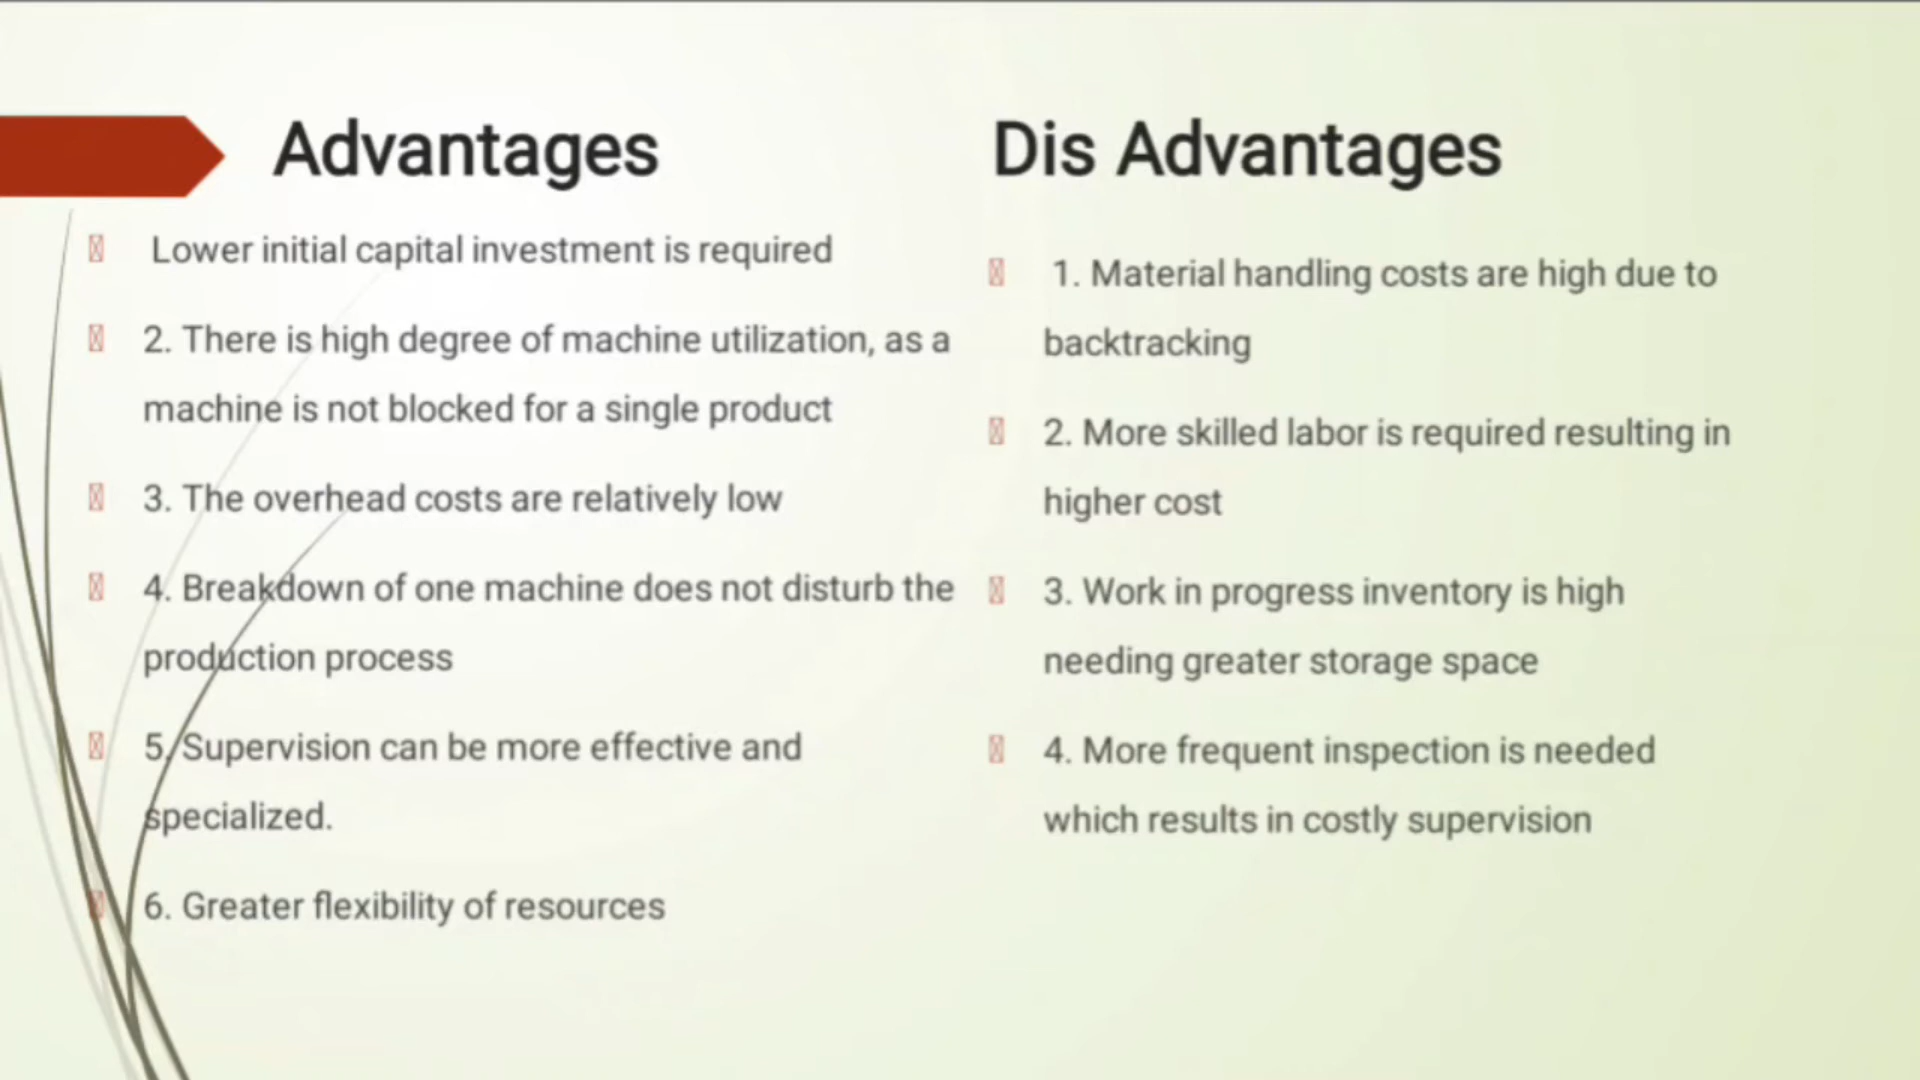 Advantages
Lower initial capital investment is required
2. There is high degree of machine utilization, as a
machine is not blocked for a single product
3. The overhead costs are relatively low
4. Breakdown of one machine does not disturb the
production process
5. Supervision can be more effective and
specialized.
6. Greater flexibility of resources
Dis Advantages
1. Material handling costs are high due to
backtracking
2. More skilled labor is required resulting in
higher cost
3. Work in progress inventory is high
needing greater storage space
4. More frequent inspection is needed
which results in costly supervision